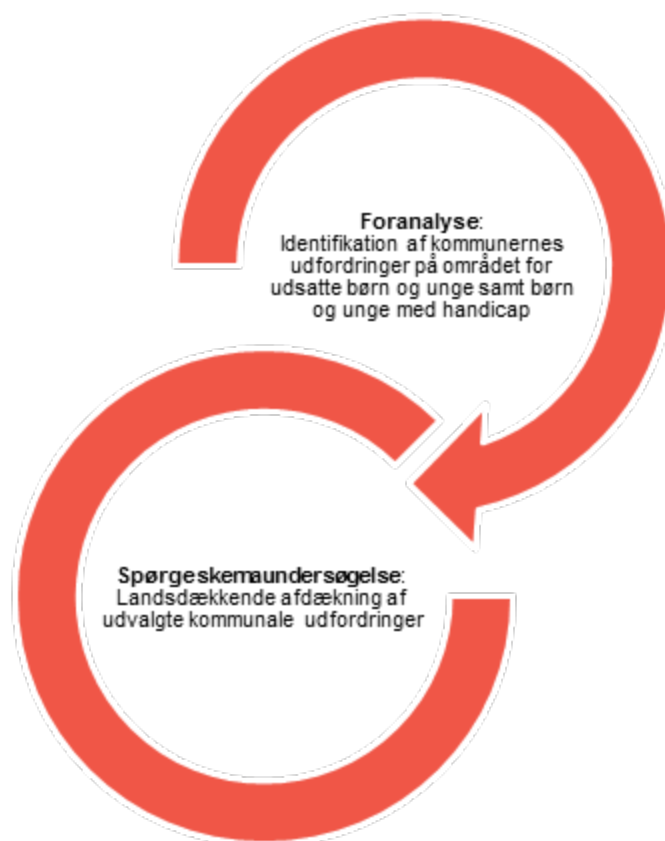 Foranalyse:
Identifikation af kommunernes
udfordringer på området for
udsatte børn og unge samt børn
og unge med handicap
Spørgeskemaundersøgelse:
Landsdækkende afdækning af
udvalgte kommunale udfordringer